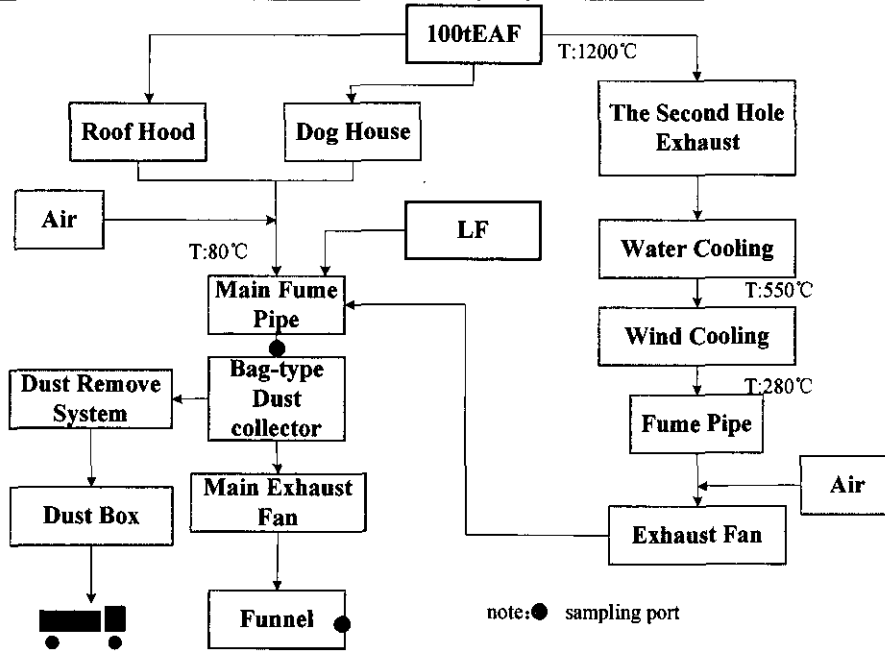 100tEAF
T:1200℃
Roof Hood
Dog House
The Second Hole
Exhaust
Air
LF
T:80℃
Water Cooling
T:550℃
Main Fume
Pipe
Wind Cooling
T:280℃
Dust Remove
System
Bag-type
Dust
collector
Fume Pipe
Main Exhaust
Fan
Air
Dust Box
Exhaust Fan
Funnel
note:● sampling port